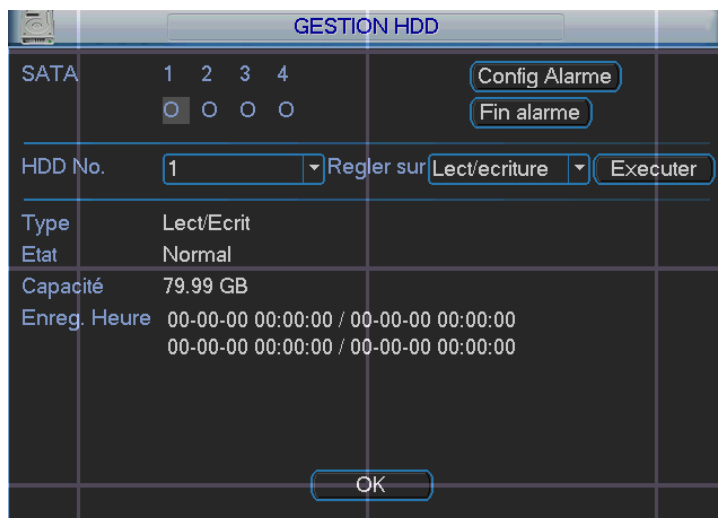 GESTION HDD
SATA 1 2 3 4 Config Alarme
O O O O Fin alarme
HDD No. 1 Regler sur Lect/ecriture Executer
Type Lect/Ecrit
Etat Normal
Capacité 79.99 GB
Enreg. Heure 00-00-00 00:00:00 / 00-00-00 00:00:00
00-00-00 00:00:00 / 00-00-00 00:00:00
OK